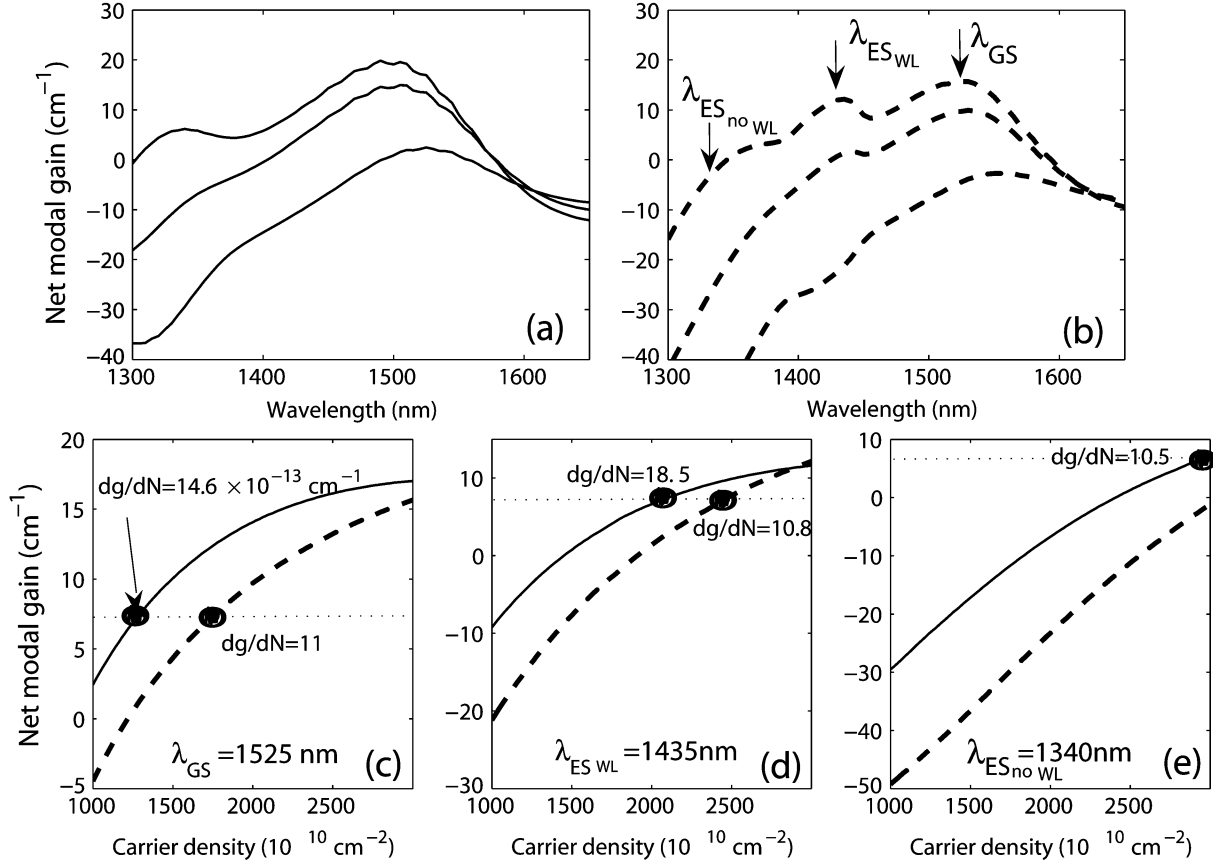 30
20
10
0
−10
−20
−30
−40
1300
1400
1500
1600
Wavelength (nm)
Net modal gain (cm−1)
(a)
30
20
10
0
−10
−20
−30
−40
1300
1400
1500
1600
Wavelength (nm)
λES no WL
λES WL
λGS
(b)
20
15
10
5
0
−5
1000
1500
2000
2500
Carrier density (10 10 cm−2)
Net modal gain (cm−1)
dg/dN=14.6 ×10−13 cm−1
dg/dN=11
λGS =1525 nm
(c)
10
0
−10
−20
−30
1000
1500
2000
2500
Carrier density (10 10 cm−2)
dg/dN=18.5
dg/dN=10.8
λES WL =1435nm
(d)
10
0
−10
−20
−30
−40
−50
1000
1500
2000
2500
Carrier density (10 10 cm−2)
dg/dN=10.5
λES no WL =1340nm
(e)